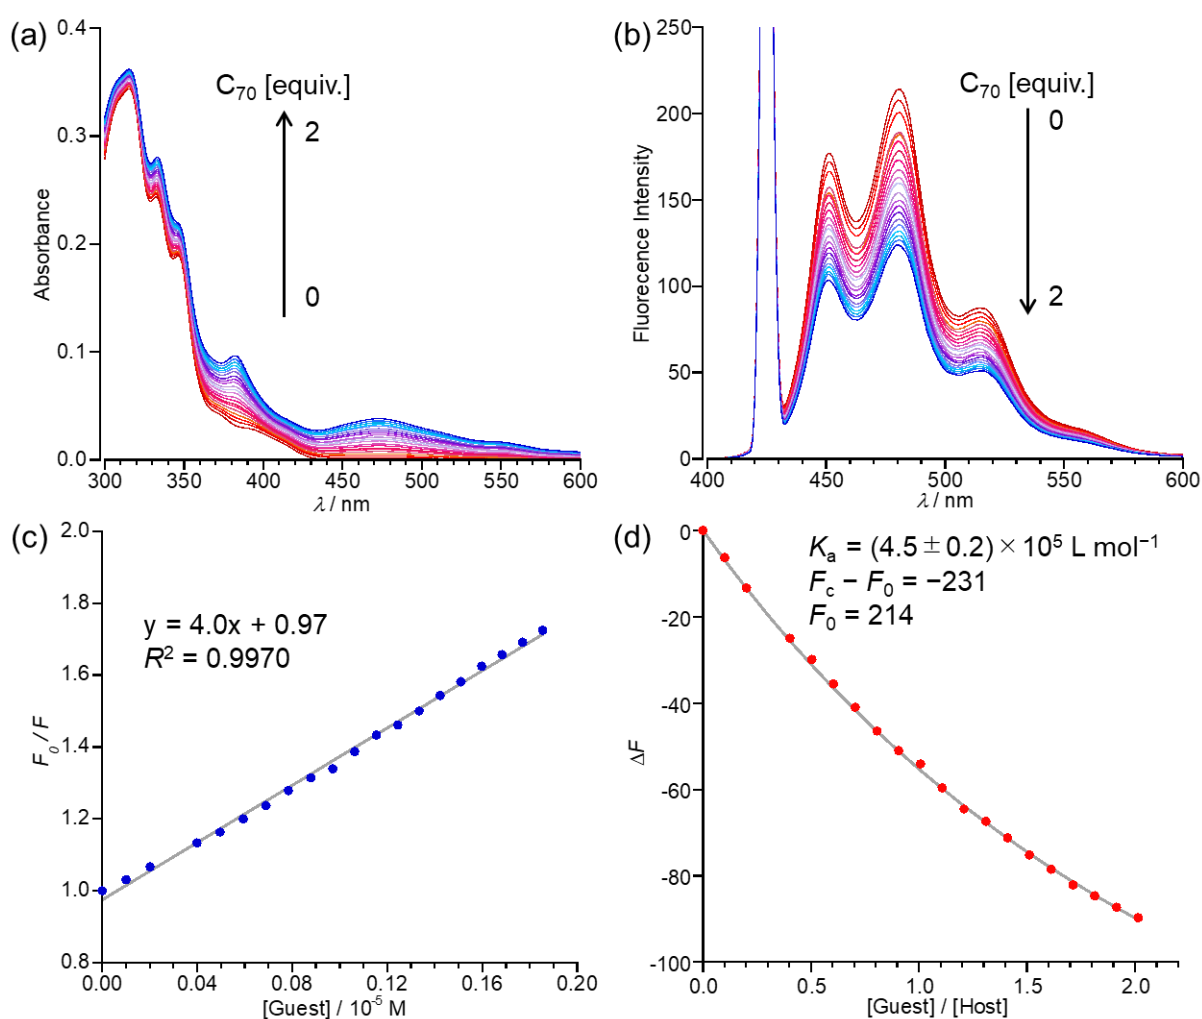 (a)
0.4
0.3
0.2
0.1
0.0
Absorbance
C70 [equiv.]
2
0
300
350
400
450
500
550
600
λ / nm
(b)
250
200
150
100
50
0
Fluorecence Intensity
C70 [equiv.]
0
2
400
450
500
550
600
λ / nm
(c)
2.0
1.8
1.6
1.4
1.2
1.0
0.8
F0 / F
y = 4.0x + 0.97
R² = 0.9970
0.00
0.04
0.08
0.12
0.16
0.20
[Guest] / 10⁻⁵ M
(d)
0
-20
-40
-60
-80
-100
ΔF
Ka = (4.5 ± 0.2) × 10⁵ L mol⁻¹
Fc − F0 = −231
F0 = 214
0.0
0.5
1.0
1.5
2.0
[Guest] / [Host]